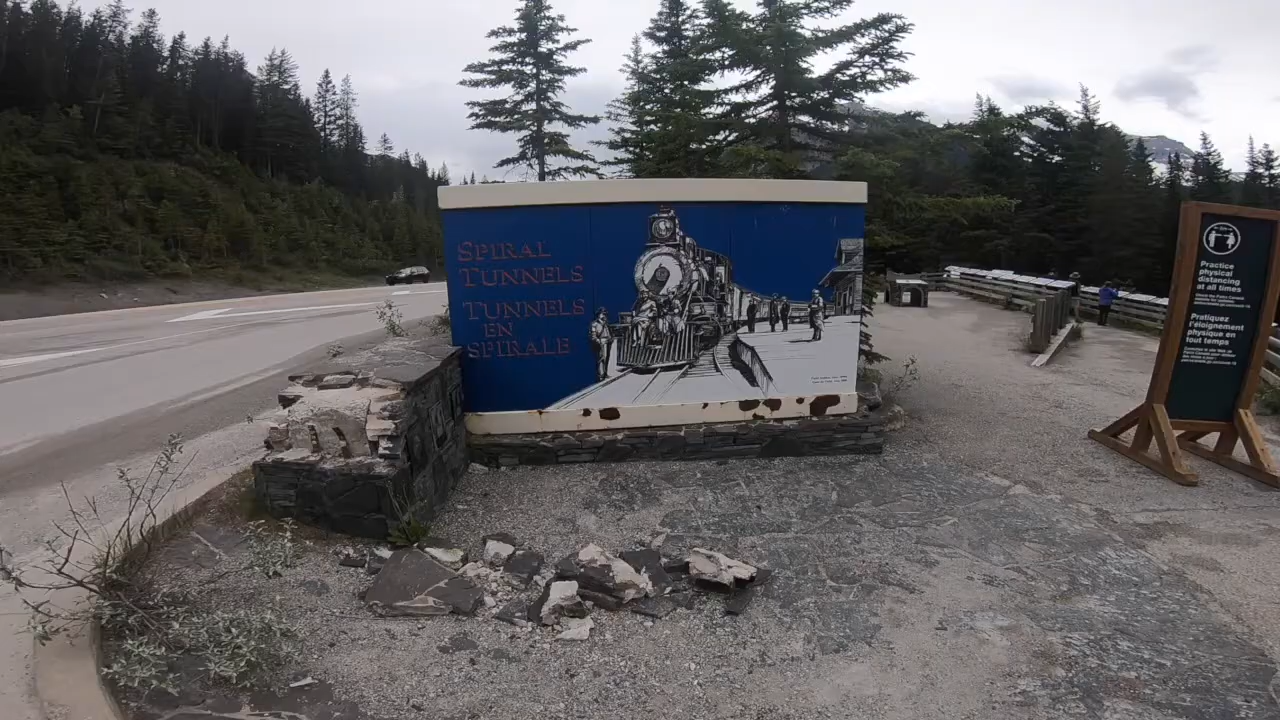 SPIRAL
TUNNELS
TUNNELS
EN
SPIRALE
Practice
physical
distancing
at all times
Pratiquez
l'éloignement
physique en
tout temps